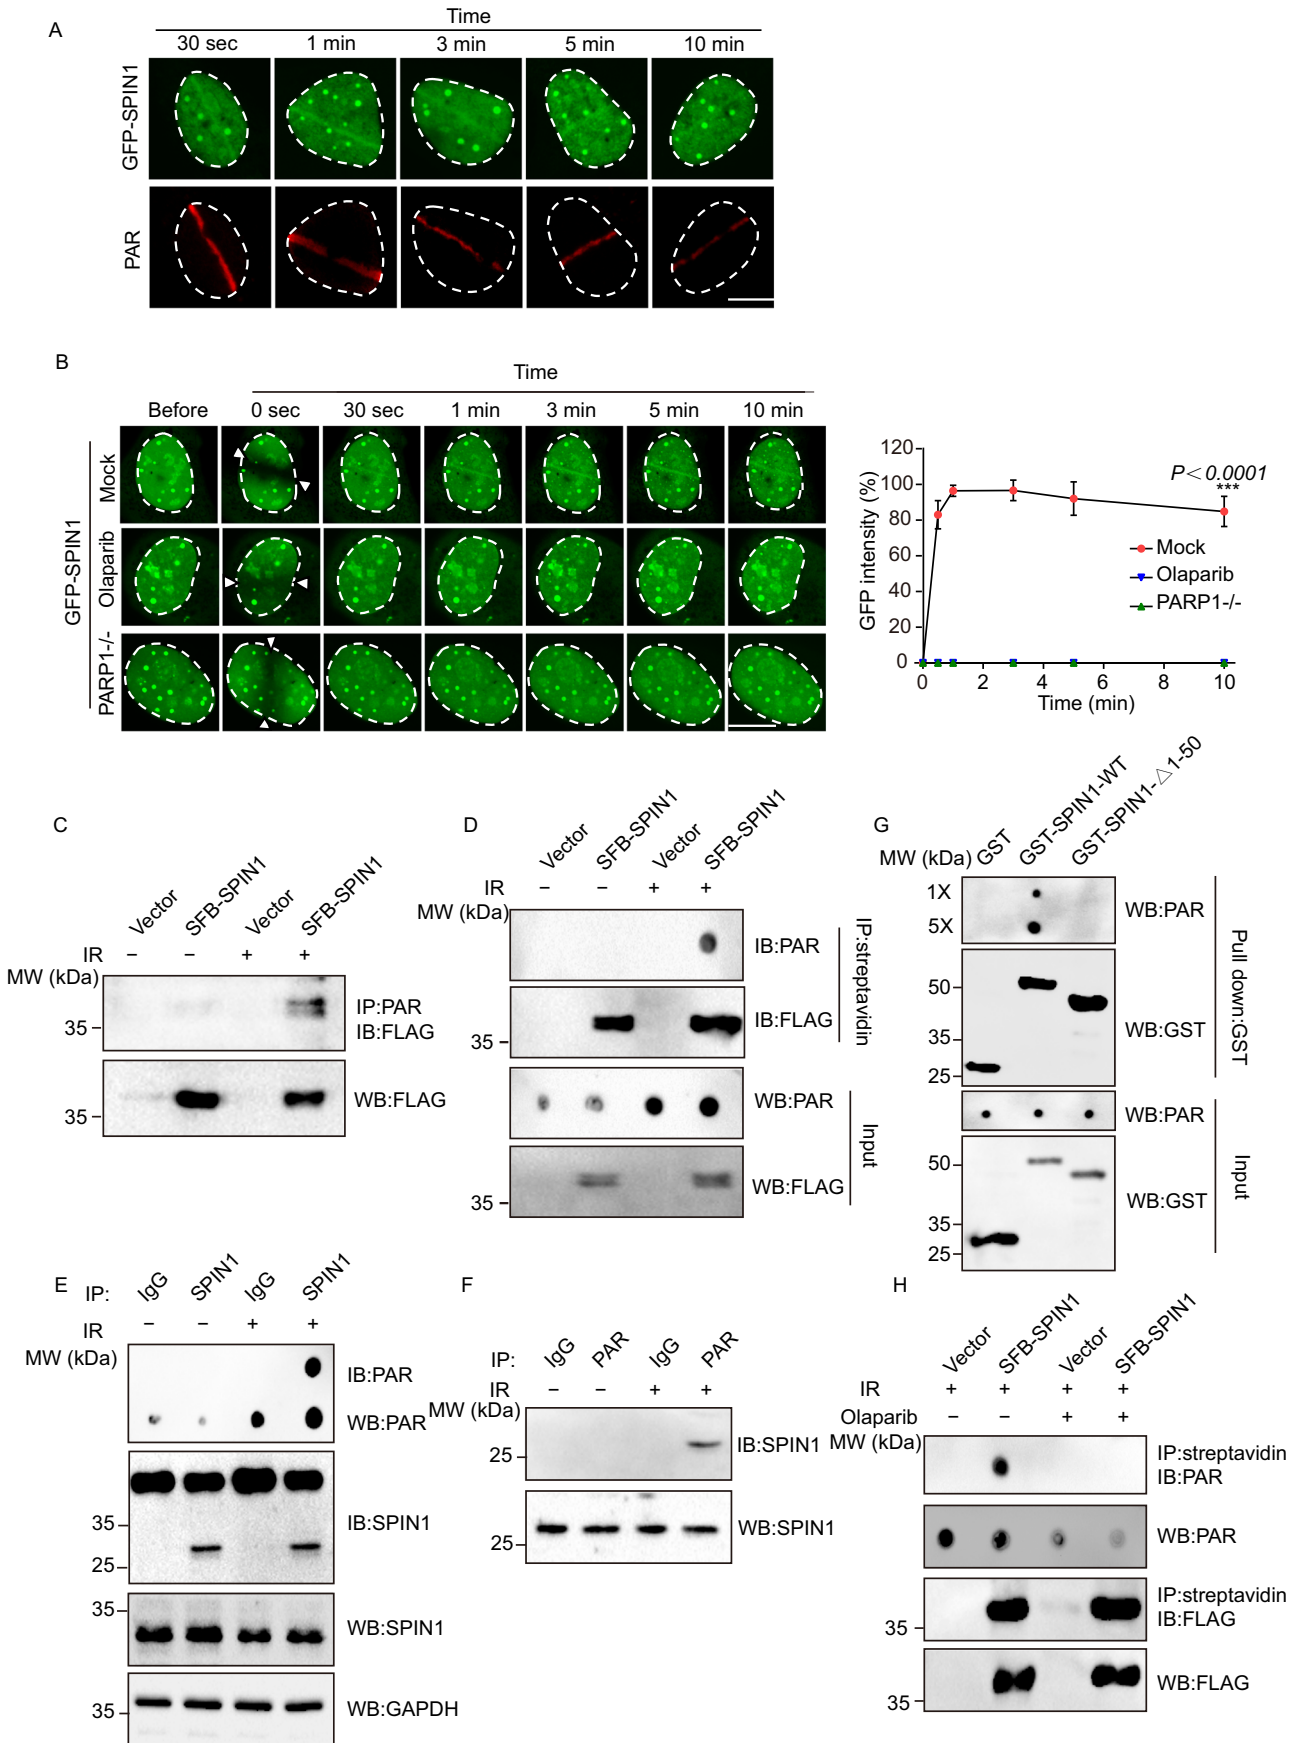 A
Time
30 sec 1 min 3 min 5 min 10 min
GFP-SPIN1
PAR
B
Time
Before 0 sec 30 sec 1 min 3 min 5 min 10 min
GFP-SPIN1
Mock
Olaparib
PARP1-/-
GFP intensity (%)
120
100
80
60
40
20
0
0 2 4 6 8 10
Time (min)
P<0.0001
***
Mock
Olaparib
PARP1-/-
C
Vector SFB-SPIN1 Vector SFB-SPIN1
IR – – + +
MW (kDa)
35
IP:PAR
IB:FLAG
35
WB:FLAG
D
Vector SFB-SPIN1 Vector SFB-SPIN1
IR – – + +
MW (kDa)
IB:PAR
35
IB:FLAG
IP:streptavidin
WB:PAR
35
WB:FLAG
Input
G
GST GST-SPIN1-WT GST-SPIN1-△1-50
MW (kDa)
1X
5X
WB:PAR
50
35
25
WB:GST
Pull down:GST
WB:PAR
50
35
25
WB:GST
Input
E
IP: IgG SPIN1 IgG SPIN1
IR – – + +
MW (kDa)
IB:PAR
WB:PAR
35
25
IB:SPIN1
35
WB:SPIN1
35
WB:GAPDH
F
IP: IgG PAR IgG PAR
IR – – + +
MW (kDa)
25
IB:SPIN1
25
WB:SPIN1
H
Vector SFB-SPIN1 Vector SFB-SPIN1
IR + + + +
Olaparib – – + +
MW (kDa)
IP:streptavidin
IB:PAR
WB:PAR
35
IP:streptavidin
IB:FLAG
35
WB:FLAG